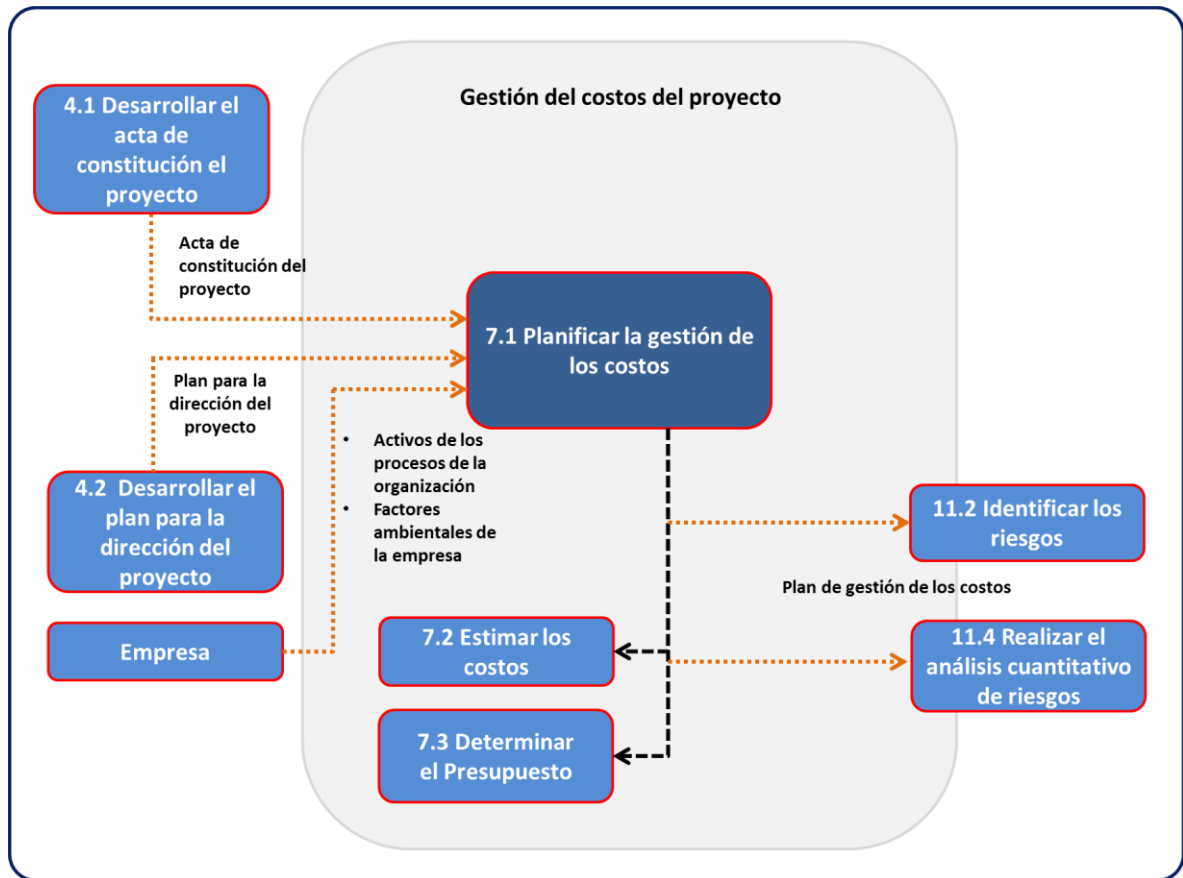 Gestión del costos del proyecto
4.1 Desarrollar el
acta de
constitución el
proyecto
Acta de
constitución del
proyecto
7.1 Planificar la gestión de
los costos
Plan para la
dirección del
proyecto
• Activos de los
procesos de la
organización
• Factores
ambientales de
la empresa
4.2 Desarrollar el
plan para la
dirección del
proyecto
11.2 Identificar los
riesgos
Plan de gestión de los costos
Empresa
7.2 Estimar los
costos
11.4 Realizar el
análisis cuantitativo
de riesgos
7.3 Determinar
el Presupuesto